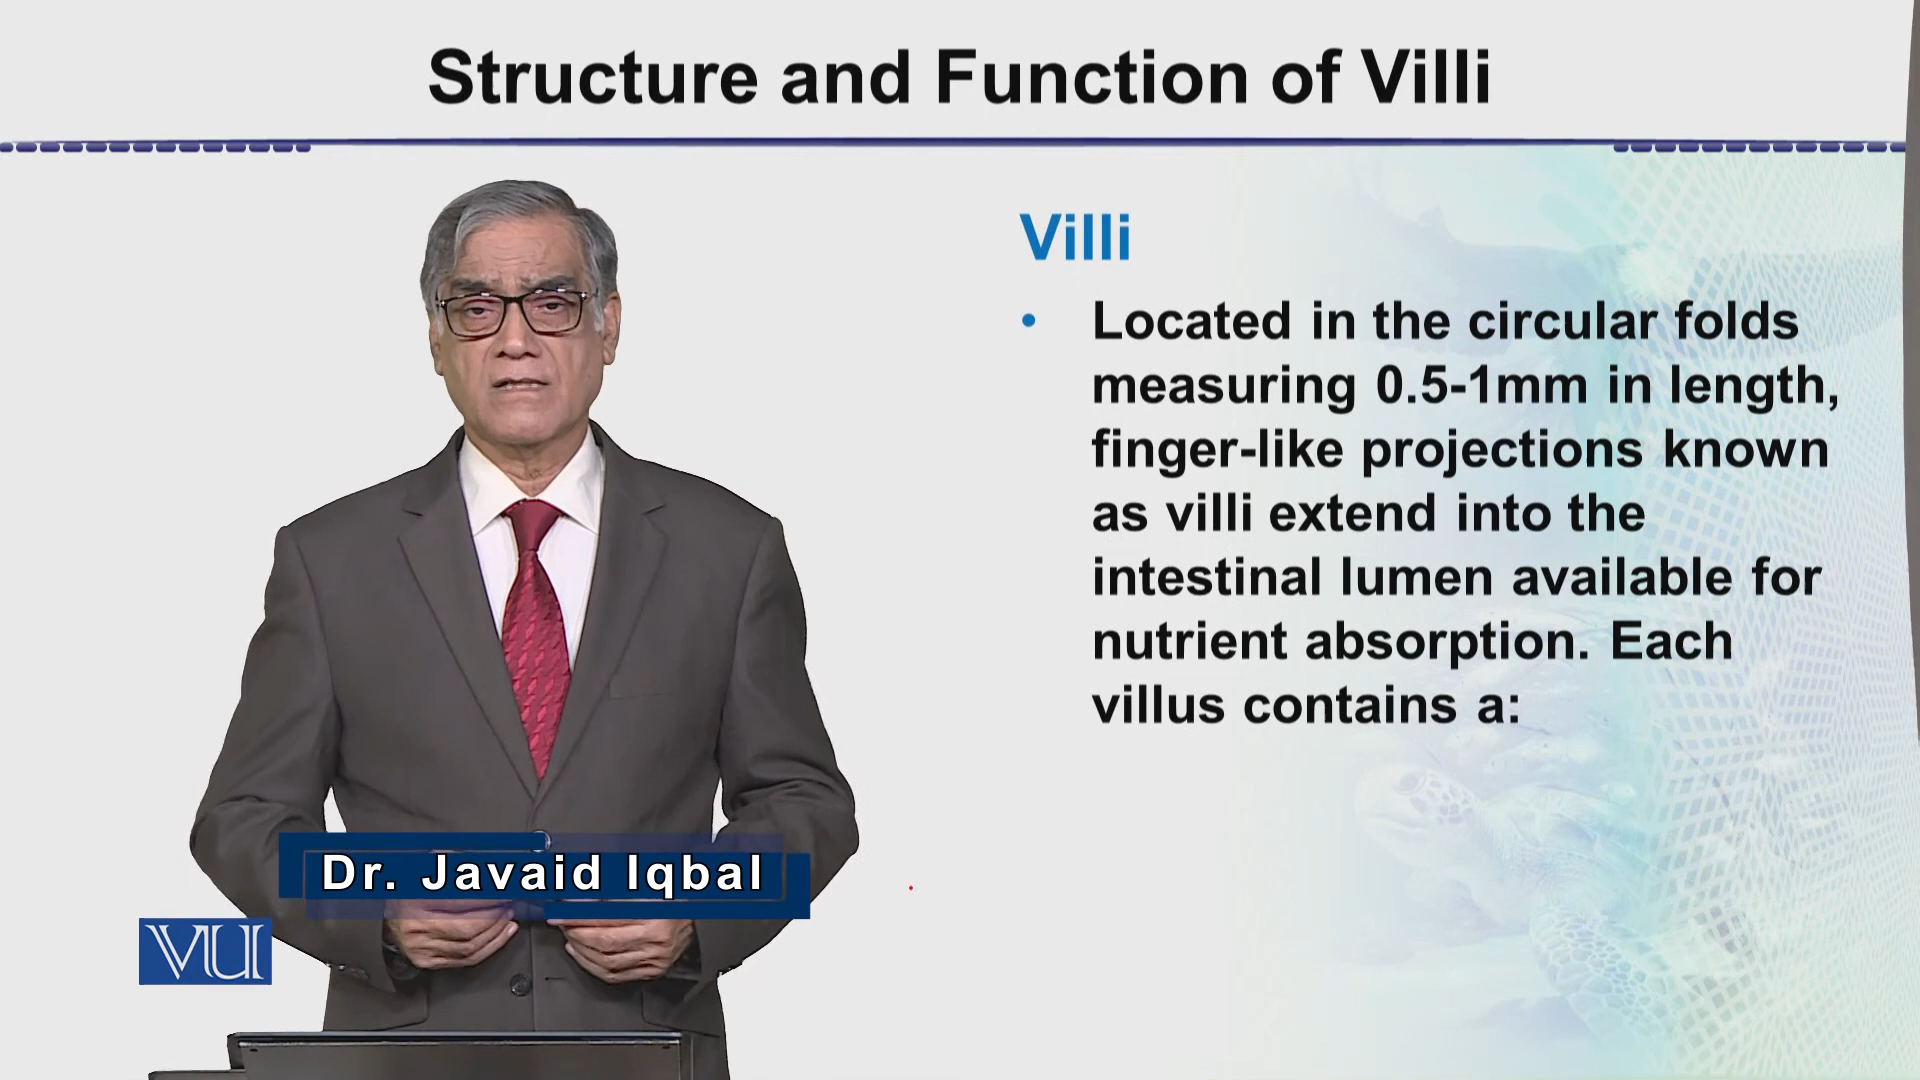 Structure and Function of Villi
Villi
• Located in the circular folds
measuring 0.5-1mm in length,
finger-like projections known
as villi extend into the
intestinal lumen available for
nutrient absorption. Each
villus contains a:
Dr. Javaid Iqbal
VU